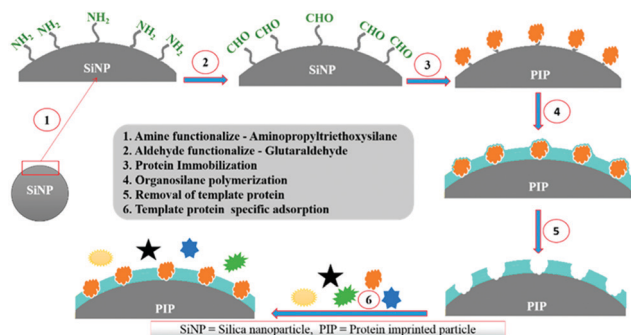 NH2 NH2 NH2 NH2 NH2
SiNP
2
CHO CHO CHO CHO CHO
SiNP
3
PIP
1
4
SiNP
1. Amine functionalize - Aminopropyltriethoxysilane
2. Aldehyde functionalize - Glutaraldehyde
3. Protein Immobilization
4. Organosilane polymerization
5. Removal of template protein
6. Template protein specific adsorption
PIP
5
PIP
6
PIP
SiNP = Silica nanoparticle, PIP = Protein imprinted particle